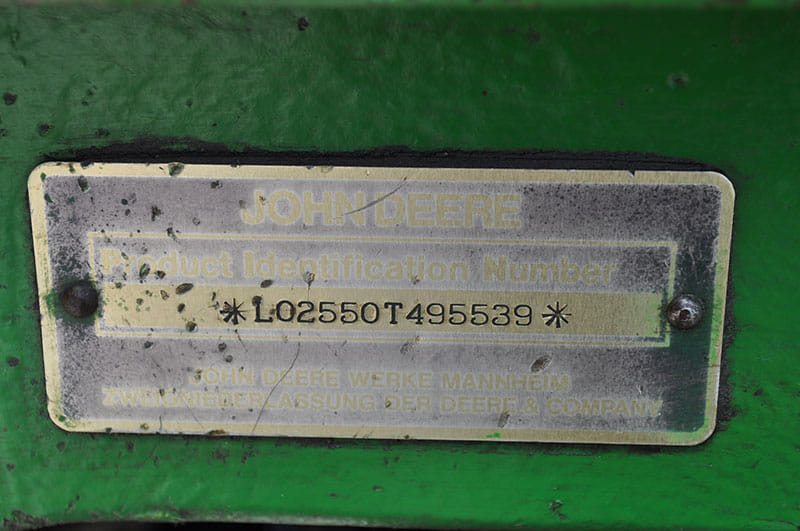 JOHN DEERE
Product Identification Number
*L02550T495539*
JOHN DEERE WERKE MANNHEIM
ZWEIGNIEDERLASSUNG DER DEERE & COMPANY